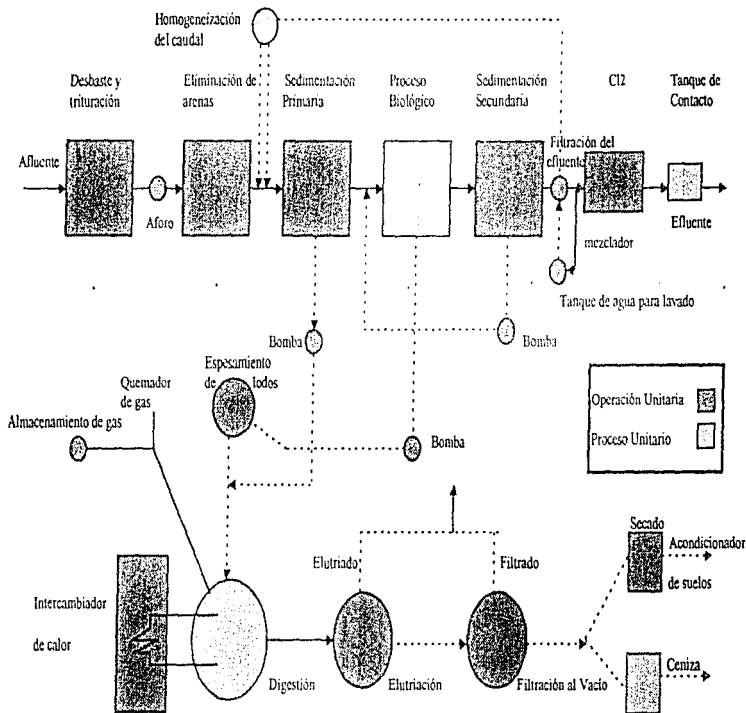 Homogeneización
del caudal
Desbaste y
trituración
Eliminación de
arenas
Sedimentación
Primaria
Proceso
Biológico
Sedimentación
Secundaria
Cl2
Tanque de
Contacto
Afluente
Aforo
Filtración del
efluente
Efluente
mezclador
Tanque de agua para lavado
Bomba
Bomba
Espesamiento
de lodos
Quemador
de gas
Almacenamiento de gas
Bomba
Operación Unitaria
Proceso Unitario
Secado
Acondicionador
de suelos
Elutriado
Filtrado
Intercambiador
de calor
Digestión
Elutriación
Filtración al Vacío
Ceniza